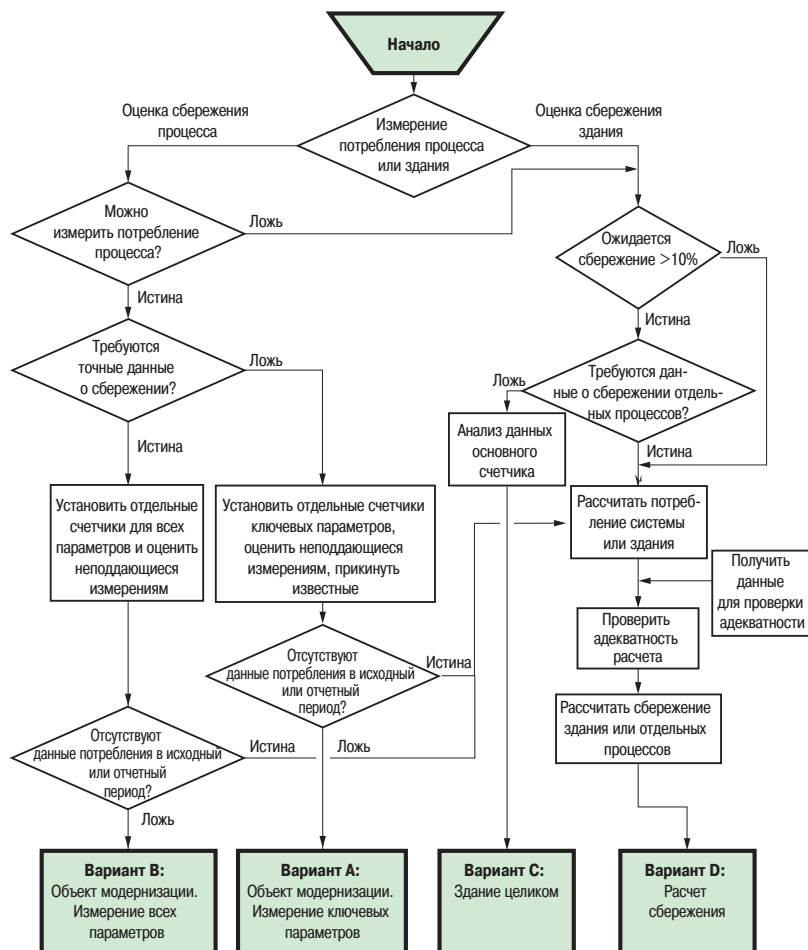 Начало
Оценка сбережения
процесса
Измерение
потребления процесса
или здания
Оценка сбережения
здания
Можно
измерить потребление
процесса?
Ложь
Ожидается
сбережение >10%
Ложь
Истина
Истина
Требуются
точные данные
о сбережении?
Ложь
Ложь
Требуются дан-
ные о сбережении отдель-
ных процессов?
Истина
Анализ данных
основного
счетчика
Истина
Установить отдельные
счетчики для всех
параметров и оценить
неподдающиеся
измерениям
Установить отдельные счетчики
ключевых параметров,
оценить неподдающиеся
измерениям, прикинуть
известные
Рассчитать потреб-
ление системы
или здания
Получить
данные
для проверки
адекватности
Проверить
адекватность
расчета
Отсутствуют
данные потребления в исходный
или отчетный
период?
Истина
Ложь
Рассчитать сбережение
здания или отдельных
процессов
Отсутствуют
данные потребления в исходный
или отчетный
период?
Истина
Ложь
Вариант B:
Объект модернизации.
Измерение всех
параметров
Вариант A:
Объект модернизации.
Измерение ключевых
параметров
Вариант C:
Здание целиком
Вариант D:
Расчет
сбережения